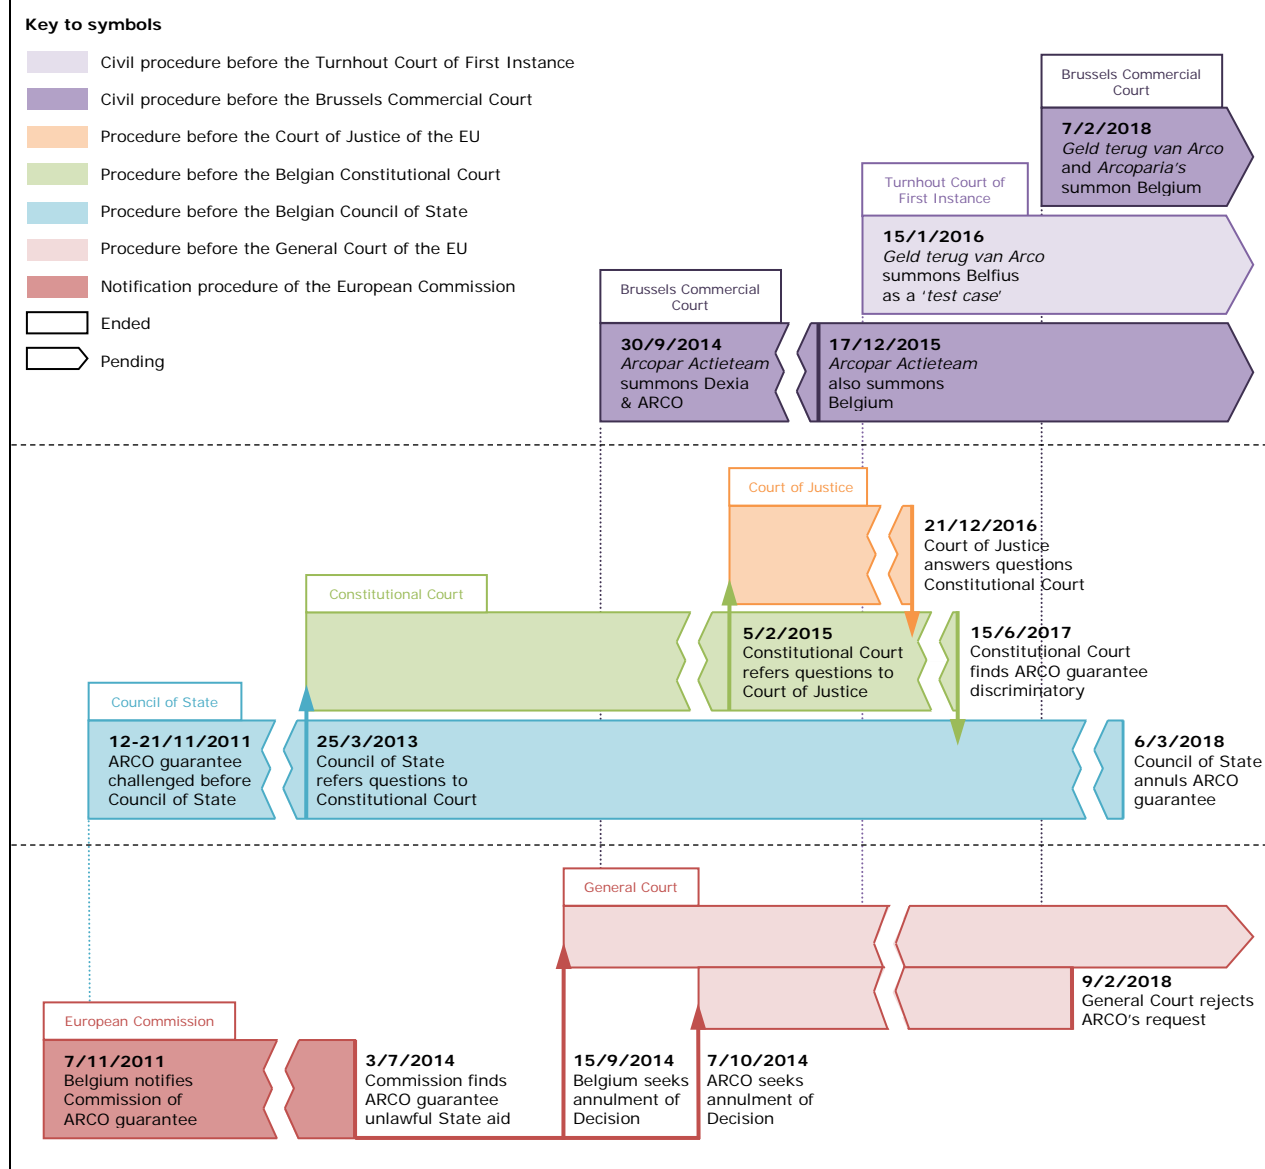 Key to symbols
Civil procedure before the Turnhout Court of First Instance
Civil procedure before the Brussels Commercial Court
Procedure before the Court of Justice of the EU
Procedure before the Belgian Constitutional Court
Procedure before the Belgian Council of State
Procedure before the General Court of the EU
Notification procedure of the European Commission
Ended
Pending
Brussels Commercial
Court
7/2/2018
Geld terug van Arco
and Arcoparia's
summon Belgium
Turnhout Court of
First Instance
15/1/2016
Geld terug van Arco
summons Belfius
as a 'test case'
Brussels Commercial
Court
30/9/2014
Arcopar Actieteam
summons Dexia
& ARCO
17/12/2015
Arcopar Actieteam
also summons
Belgium
Court of Justice
21/12/2016
Court of Justice
answers questions
Constitutional Court
Constitutional Court
5/2/2015
Constitutional Court
refers questions to
Court of Justice
15/6/2017
Constitutional Court
finds ARCO guarantee
discriminatory
Council of State
12-21/11/2011
ARCO guarantee
challenged before
Council of State
25/3/2013
Council of State
refers questions to
Constitutional Court
6/3/2018
Council of State
annuls ARCO
guarantee
General Court
9/2/2018
General Court rejects
ARCO's request
European Commission
7/11/2011
Belgium notifies
Commission of
ARCO guarantee
3/7/2014
Commission finds
ARCO guarantee
unlawful State aid
15/9/2014
Belgium seeks
annulment of
Decision
7/10/2014
ARCO seeks
annulment of
Decision